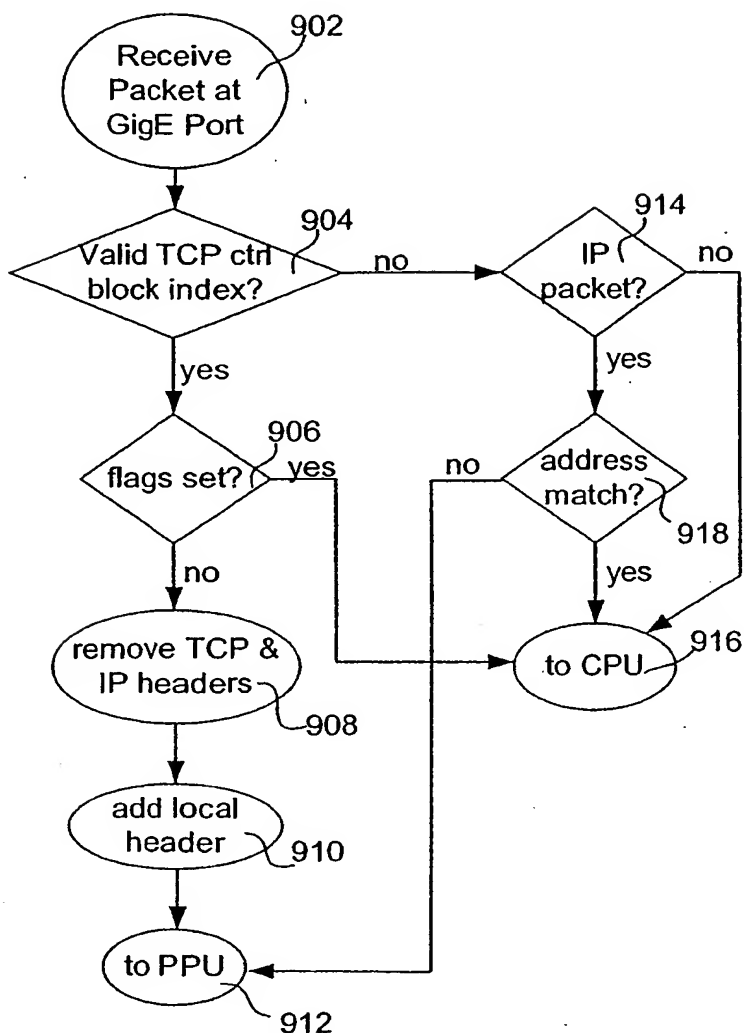 Receive
Packet at
GigE Port
902
Valid TCP ctrl
block index?
904
no
IP
packet?
914
no
yes
yes
flags set?
906
yes
no
address
match?
918
no
yes
remove TCP &
IP headers
908
to CPU
916
add local
header
910
to PPU
912